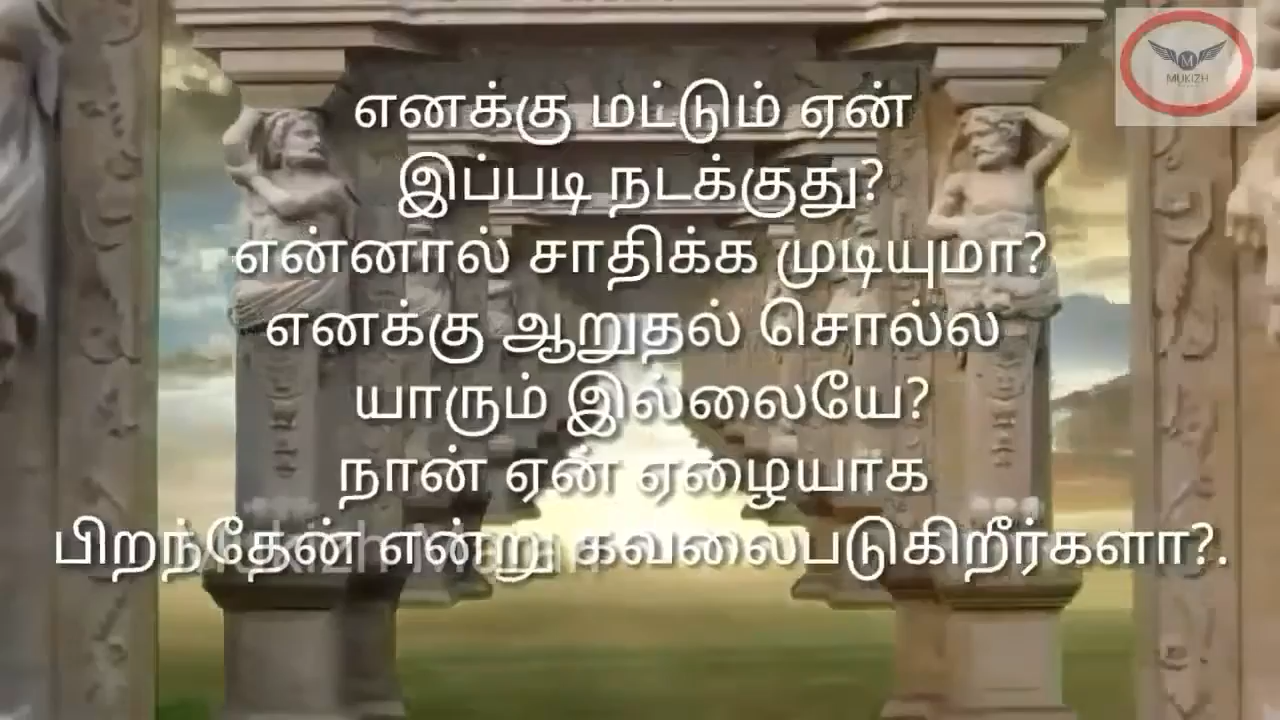 MUKIZH
எனக்கு மட்டும் ஏன்
இப்படி நடக்குது?
என்னால் சாதிக்க முடியுமா?
எனக்கு ஆறுதல் சொல்ல
யாரும் இல்லையே?
நான் ஏன் ஏழையாக
பிறந்தேன் என்று கவலைபடுகிறீர்களா?.